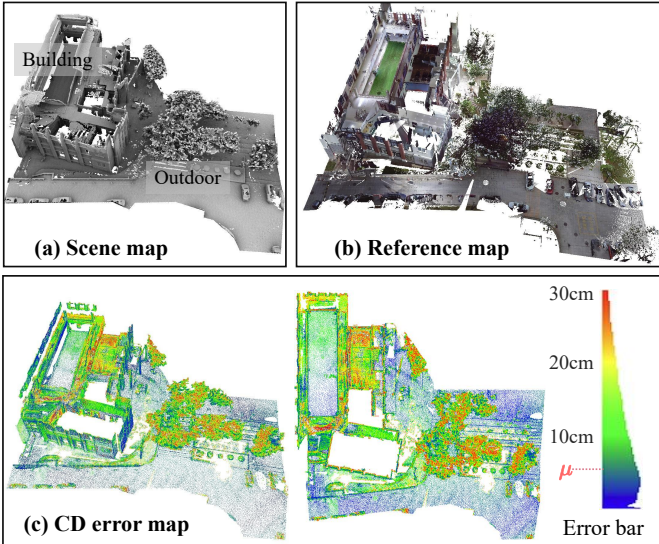 Building
Outdoor
(a) Scene map
(b) Reference map
30cm
20cm
10cm
μ
(c) CD error map
Error bar